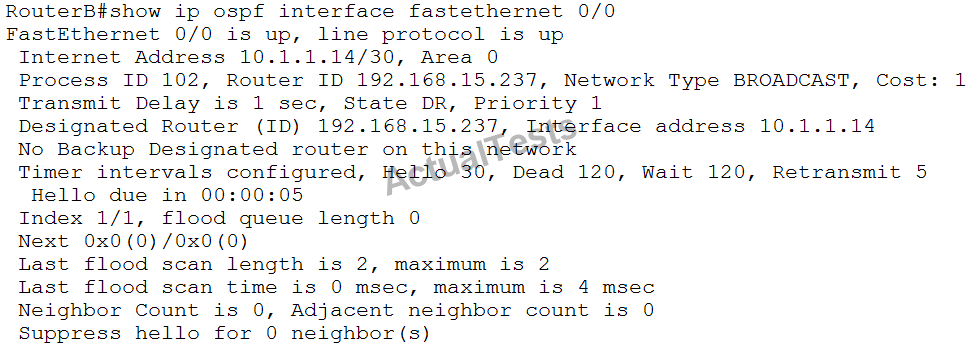 RouterB#show ip ospf interface fastethernet 0/0
FastEthernet 0/0 is up, line protocol is up
Internet Address 10.1.1.14/30, Area 0
Process ID 102, Router ID 192.168.15.237, Network Type BROADCAST, Cost: 1
Transmit Delay is 1 sec, State DR, Priority 1
Designated Router (ID) 192.168.15.237, Interface address 10.1.1.14
No Backup Designated router on this network
Timer intervals configured, Hello 30, Dead 120, Wait 120, Retransmit 5
Hello due in 00:00:05
Index 1/1, flood queue length 0
Next 0x0(0)/0x0(0)
Last flood scan length is 2, maximum is 2
Last flood scan time is 0 msec, maximum is 4 msec
Neighbor Count is 0, Adjacent neighbor count is 0
Suppress hello for 0 neighbor(s)
ActualTests